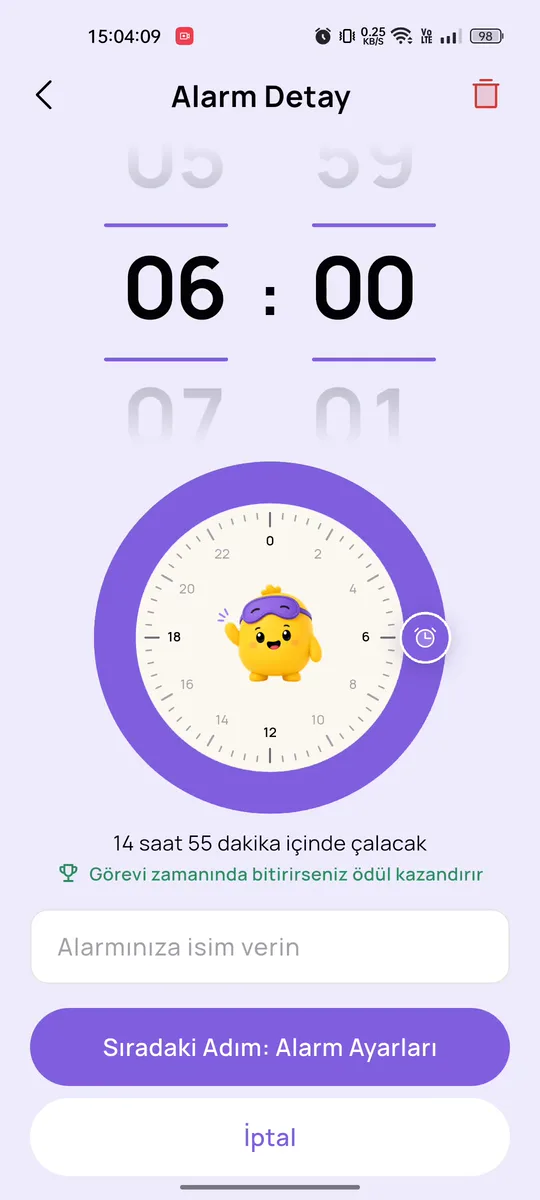 15:04:09
0.25 KB/S
Vo LTE
98
Alarm Detay
05 59
06 : 00
07 01
0
22 2
20 4
18 6
16 8
14 10
12
14 saat 55 dakika içinde çalacak
Görevi zamanında bitirirseniz ödül kazandırır
Alarmınıza isim verin
Sıradaki Adım: Alarm Ayarları
İptal